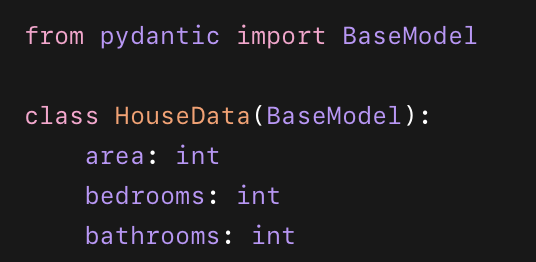 from pydantic import BaseModel
class HouseData(BaseModel):
    area: int
    bedrooms: int
    bathrooms: int